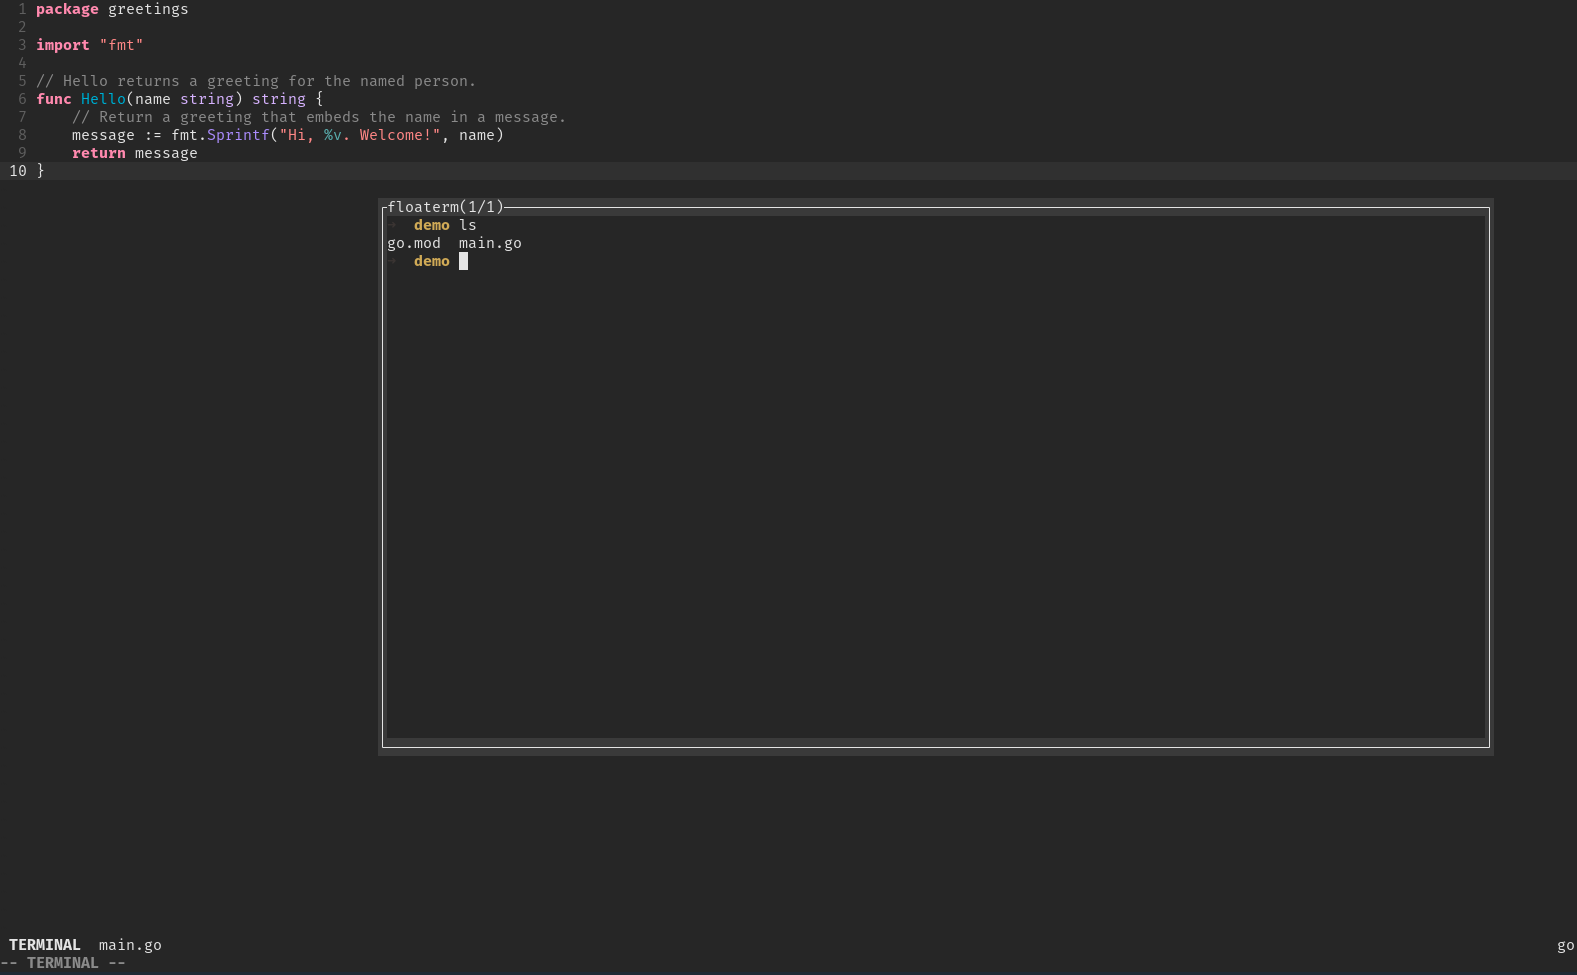 1 package greetings
2
3 import "fmt"
4
5 // Hello returns a greeting for the named person.
6 func Hello(name string) string {
7     // Return a greeting that embeds the name in a message.
8     message := fmt.Sprintf("Hi, %v. Welcome!", name)
9     return message
10 }
floaterm(1/1)
→  demo ls
go.mod  main.go
→  demo
TERMINAL  main.go
go
-- TERMINAL --